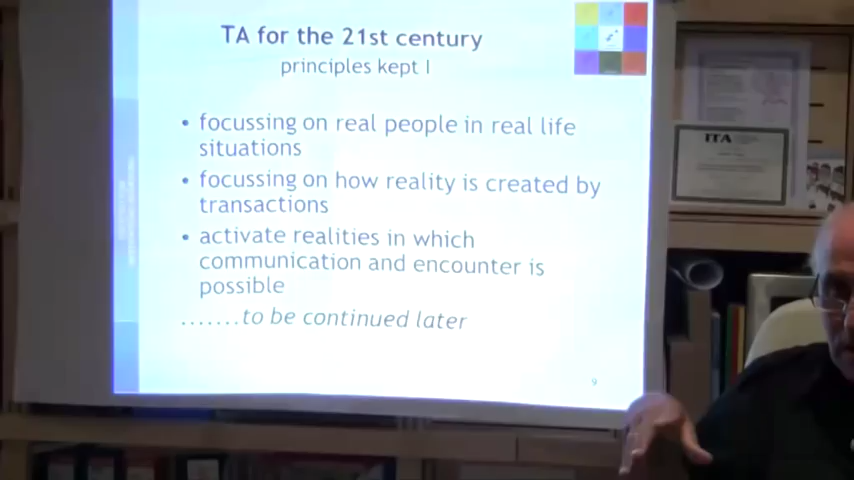 TA for the 21st century
principles kept I
• focussing on real people in real life
situations
• focussing on how reality is created by
transactions
• activate realities in which
communication and encounter is
possible
.......to be continued later
9
ITA